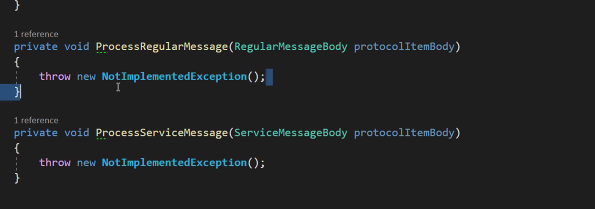 }
1 reference
private void ProcessRegularMessage(RegularMessageBody protocolItemBody)
{
throw new NotImplementedException();
}
1 reference
private void ProcessServiceMessage(ServiceMessageBody protocolItemBody)
{
throw new NotImplementedException();
}